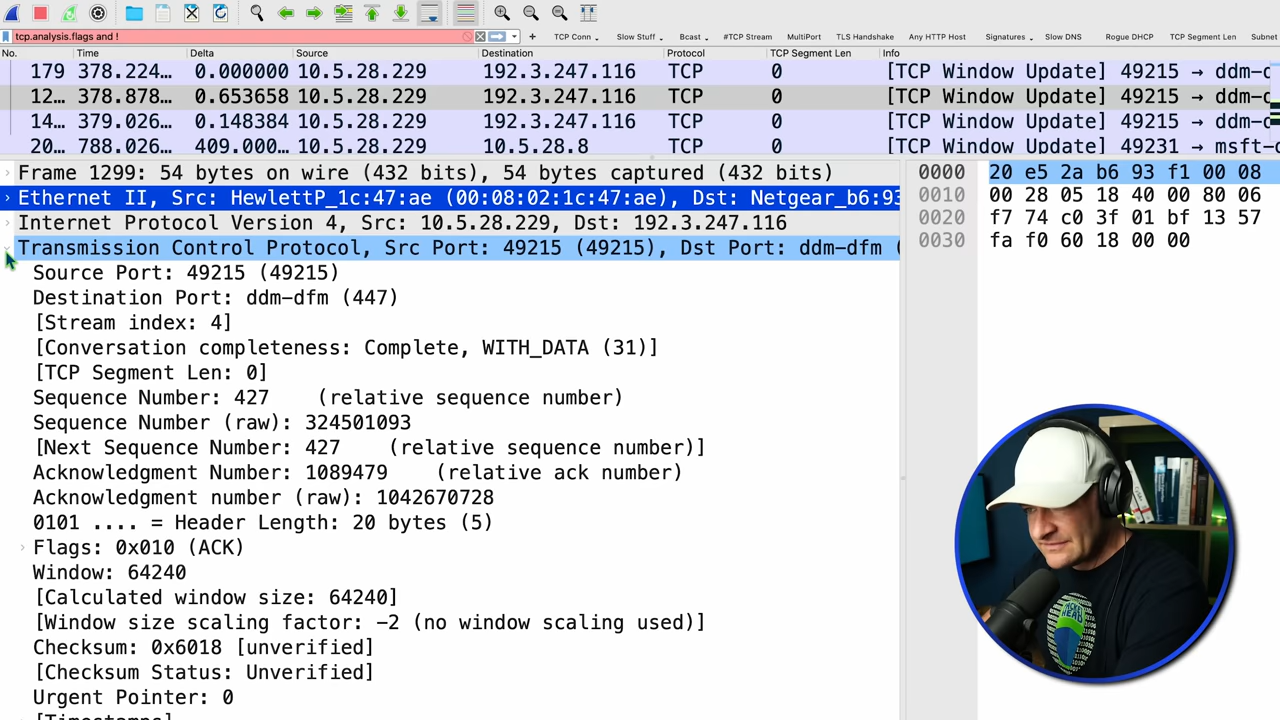 tcp.analysis.flags and !
+ TCP Conn Slow Stuff Bcast #TCP Stream MultiPort TLS Handshake Any HTTP Host Signatures Slow DNS Rogue DHCP TCP Segment Len Subnet
No. Time Delta Source Destination Protocol TCP Segment Len Info
179 378.224… 0.000000 10.5.28.229 192.3.247.116 TCP 0 [TCP Window Update] 49215 → ddm-d
12… 378.878… 0.653658 10.5.28.229 192.3.247.116 TCP 0 [TCP Window Update] 49215 → ddm-d
14… 379.026… 0.148384 10.5.28.229 192.3.247.116 TCP 0 [TCP Window Update] 49215 → ddm-d
20… 788.026… 409.000… 10.5.28.229 10.5.28.8 TCP 0 [TCP Window Update] 49231 → msft-
Frame 1299: 54 bytes on wire (432 bits), 54 bytes captured (432 bits)
Ethernet II, Src: HewlettP_1c:47:ae (00:08:02:1c:47:ae), Dst: Netgear_b6:93
Internet Protocol Version 4, Src: 10.5.28.229, Dst: 192.3.247.116
Transmission Control Protocol, Src Port: 49215 (49215), Dst Port: ddm-dfm (
Source Port: 49215 (49215)
Destination Port: ddm-dfm (447)
[Stream index: 4]
[Conversation completeness: Complete, WITH_DATA (31)]
[TCP Segment Len: 0]
Sequence Number: 427 (relative sequence number)
Sequence Number (raw): 324501093
[Next Sequence Number: 427 (relative sequence number)]
Acknowledgment Number: 1089479 (relative ack number)
Acknowledgment number (raw): 1042670728
0101 .... = Header Length: 20 bytes (5)
Flags: 0x010 (ACK)
Window: 64240
[Calculated window size: 64240]
[Window size scaling factor: -2 (no window scaling used)]
Checksum: 0x6018 [unverified]
[Checksum Status: Unverified]
Urgent Pointer: 0
[Timestamps]
0000 20 e5 2a b6 93 f1 00 08
0010 00 28 05 18 40 00 80 06
0020 f7 74 c0 3f 01 bf 13 57
0030 fa f0 60 18 00 00